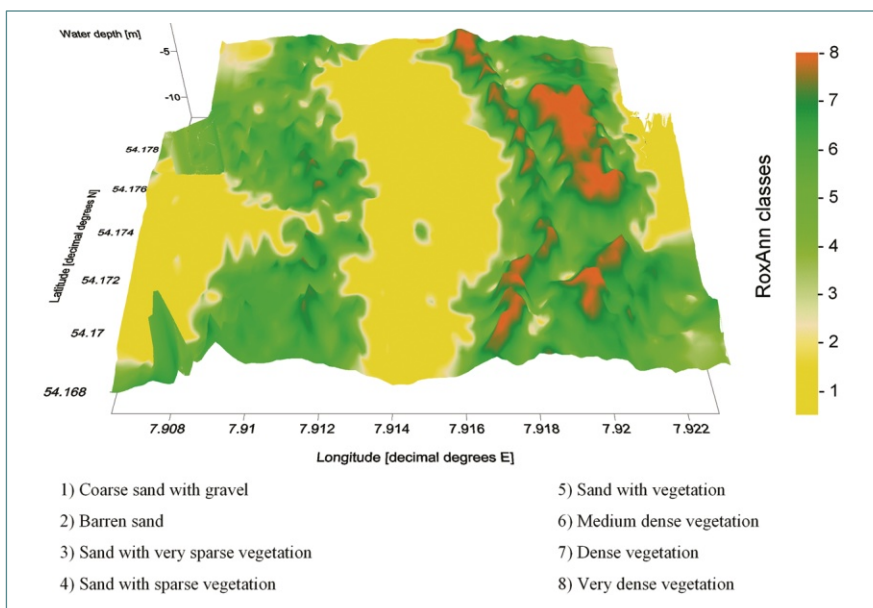 Water depth [m]
-5
-10
54.178
54.176
54.174
54.172
54.17
54.168
Latitude [decimal degrees N]
7.908
7.91
7.912
7.914
7.916
7.918
7.92
7.922
Longitude [decimal degrees E]
8
7
6
5
4
3
2
1
RoxAnn classes
1) Coarse sand with gravel
2) Barren sand
3) Sand with very sparse vegetation
4) Sand with sparse vegetation
5) Sand with vegetation
6) Medium dense vegetation
7) Dense vegetation
8) Very dense vegetation